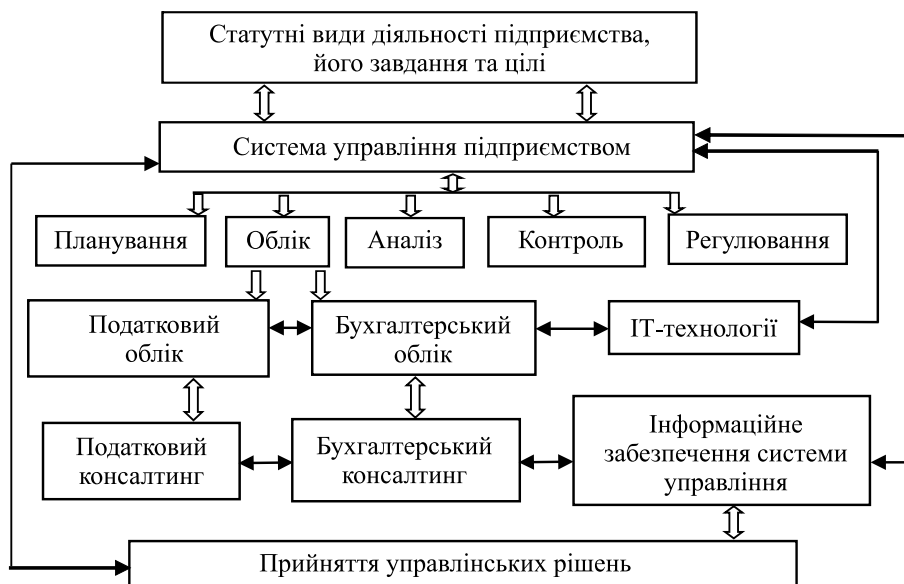 Статутні види діяльності підприємства,
його завдання та цілі
Система управління підприємством
Планування
Облік
Аналіз
Контроль
Регулювання
Податковий
облік
Бухгалтерський
облік
ІТ-технології
Податковий
консалтинг
Бухгалтерський
консалтинг
Інформаційне
забезпечення системи
управління
Прийняття управлінських рішень